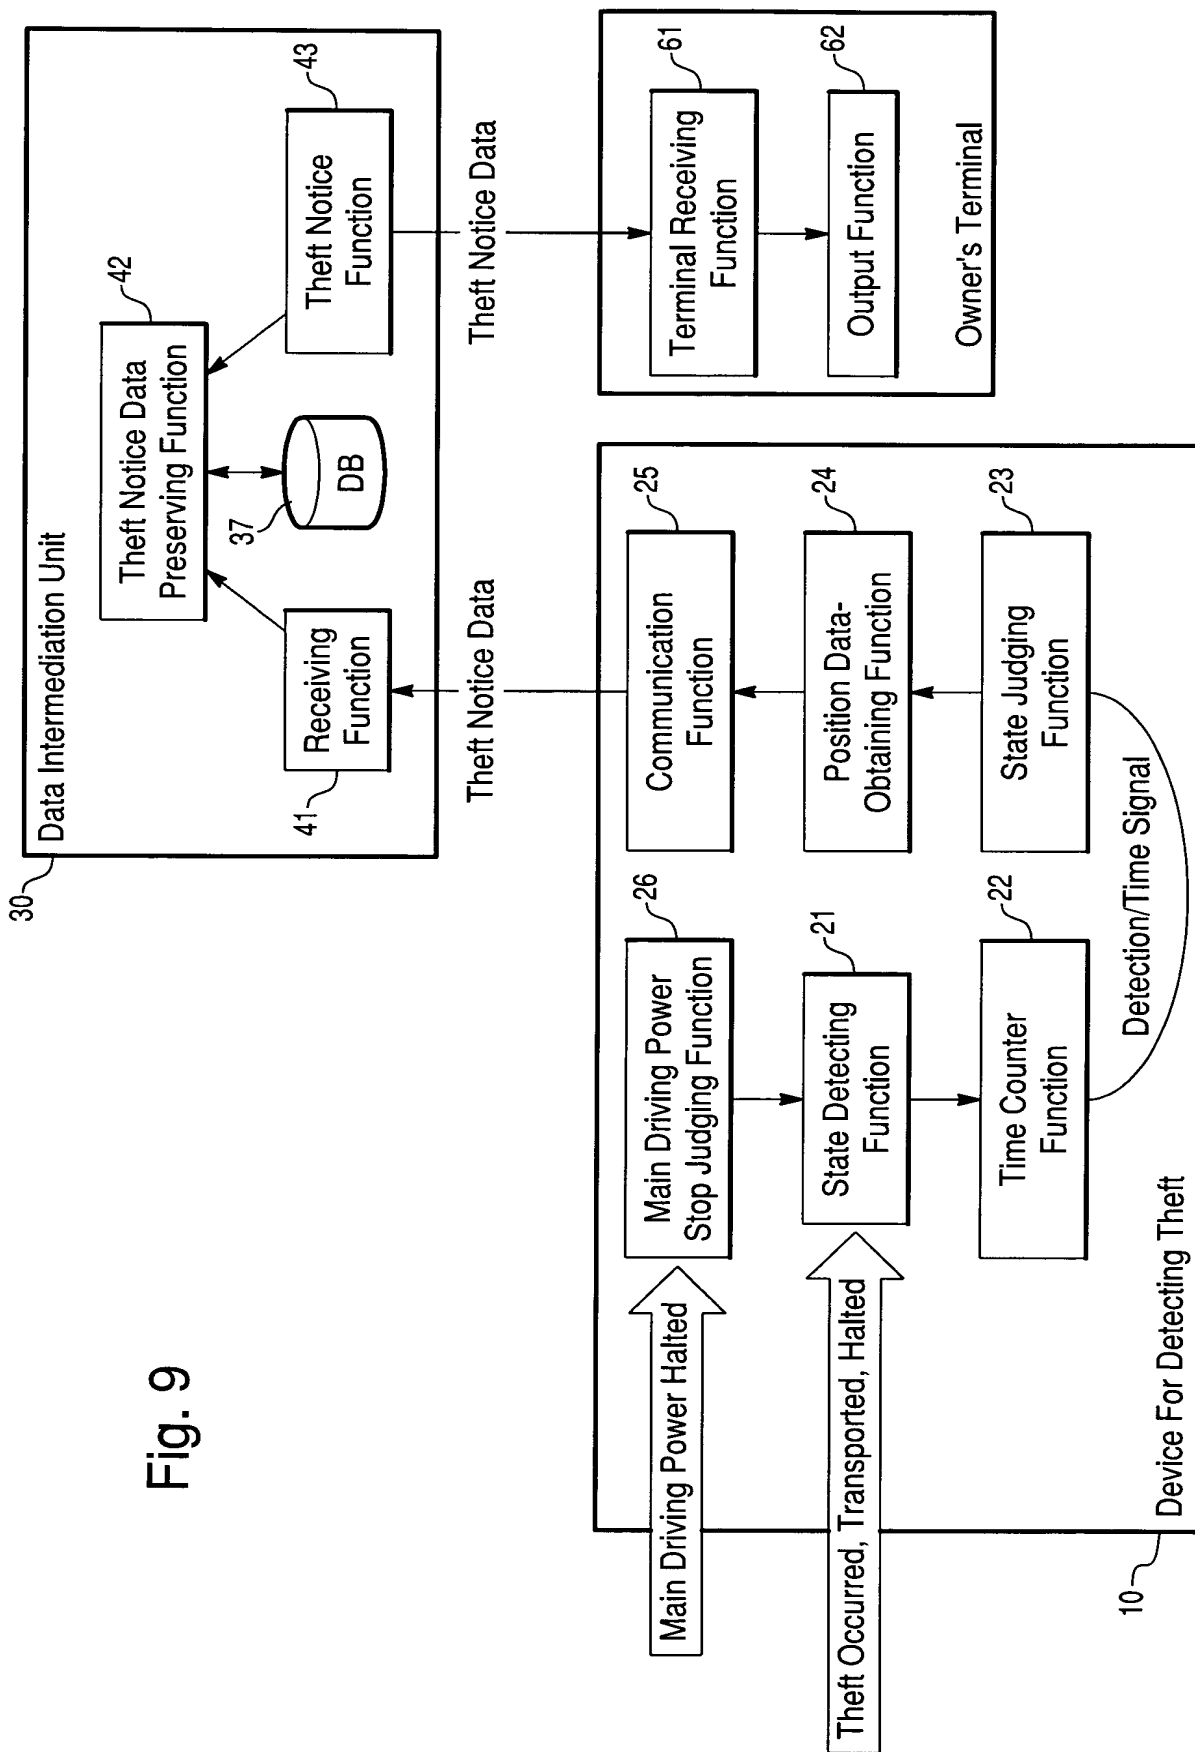 Fig. 9
30
Data Intermediation Unit
41
Receiving
Function
Theft Notice Data
Preserving Function
42
37
DB
Theft Notice
Function
43
Theft Notice Data
Theft Notice Data
Main Driving Power Halted
Theft Occurred, Transported, Halted
10
Device For Detecting Theft
Main Driving Power
Stop Judging Function
26
State Detecting
Function
21
Time Counter
Function
22
Detection/Time Signal
Communication
Function
25
Position Data-
Obtaining Function
24
State Judging
Function
23
Terminal Receiving
Function
61
Output Function
62
Owner's Terminal